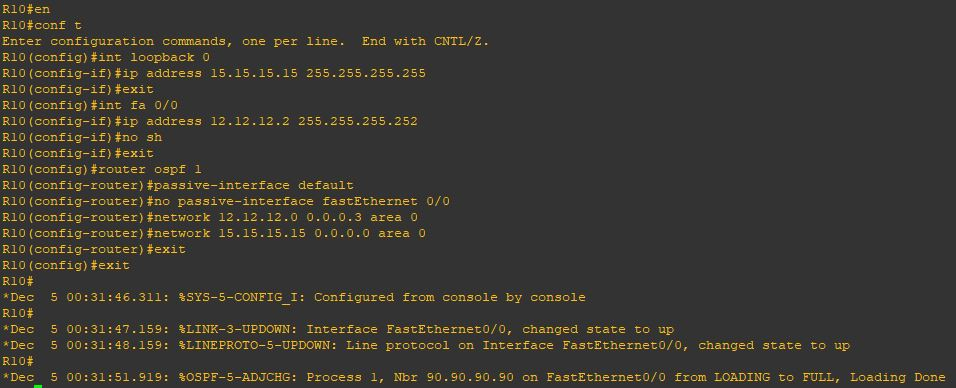 R10#en
R10#conf t
Enter configuration commands, one per line.  End with CNTL/Z.
R10(config)#int loopback 0
R10(config-if)#ip address 15.15.15.15 255.255.255.255
R10(config-if)#exit
R10(config)#int fa 0/0
R10(config-if)#ip address 12.12.12.2 255.255.255.252
R10(config-if)#no sh
R10(config-if)#exit
R10(config)#router ospf 1
R10(config-router)#passive-interface default
R10(config-router)#no passive-interface fastEthernet 0/0
R10(config-router)#network 12.12.12.0 0.0.0.3 area 0
R10(config-router)#network 15.15.15.15 0.0.0.0 area 0
R10(config-router)#exit
R10(config)#exit
R10#
*Dec  5 00:31:46.311: %SYS-5-CONFIG_I: Configured from console by console
R10#
*Dec  5 00:31:47.159: %LINK-3-UPDOWN: Interface FastEthernet0/0, changed state to up
*Dec  5 00:31:48.159: %LINEPROTO-5-UPDOWN: Line protocol on Interface FastEthernet0/0, changed state to up
R10#
*Dec  5 00:31:51.919: %OSPF-5-ADJCHG: Process 1, Nbr 90.90.90.90 on FastEthernet0/0 from LOADING to FULL, Loading Done